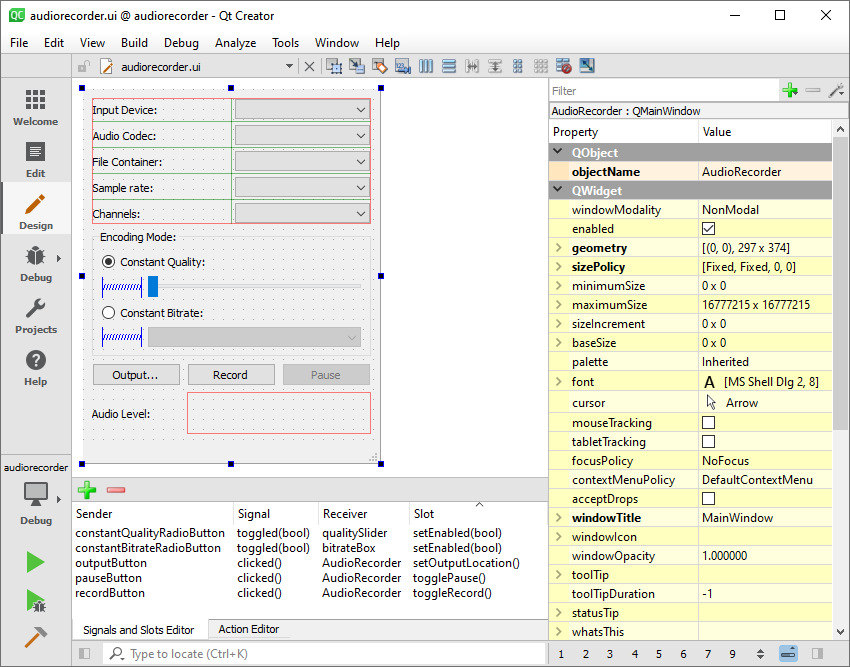 QC audiorecorder.ui @ audiorecorder - Qt Creator
File Edit View Build Debug Analyze Tools Window Help
audiorecorder.ui
Welcome
Edit
Design
Debug
Projects
Help
audiorecorder
Debug
Input Device:
Audio Codec:
File Container:
Sample rate:
Channels:
Encoding Mode:
Constant Quality:
Constant Bitrate:
Output... Record Pause
Audio Level:
Sender Signal Receiver Slot
constantQualityRadioButton toggled(bool) qualitySlider setEnabled(bool)
constantBitrateRadioButton toggled(bool) bitrateBox setEnabled(bool)
outputButton clicked() AudioRecorder setOutputLocation()
pauseButton clicked() AudioRecorder togglePause()
recordButton clicked() AudioRecorder toggleRecord()
Signals and Slots Editor Action Editor
Filter
AudioRecorder : QMainWindow
Property Value
QObject
objectName AudioRecorder
QWidget
windowModality NonModal
enabled
geometry [(0, 0), 297 x 374]
sizePolicy [Fixed, Fixed, 0, 0]
minimumSize 0 x 0
maximumSize 16777215 x 16777215
sizeIncrement 0 x 0
baseSize 0 x 0
palette Inherited
font A [MS Shell Dlg 2, 8]
cursor Arrow
mouseTracking
tabletTracking
focusPolicy NoFocus
contextMenuPolicy DefaultContextMenu
acceptDrops
windowTitle MainWindow
windowIcon
windowOpacity 1.000000
toolTip
toolTipDuration -1
statusTip
whatsThis
Type to locate (Ctrl+K) 1 2 3 4 5 6 7 9